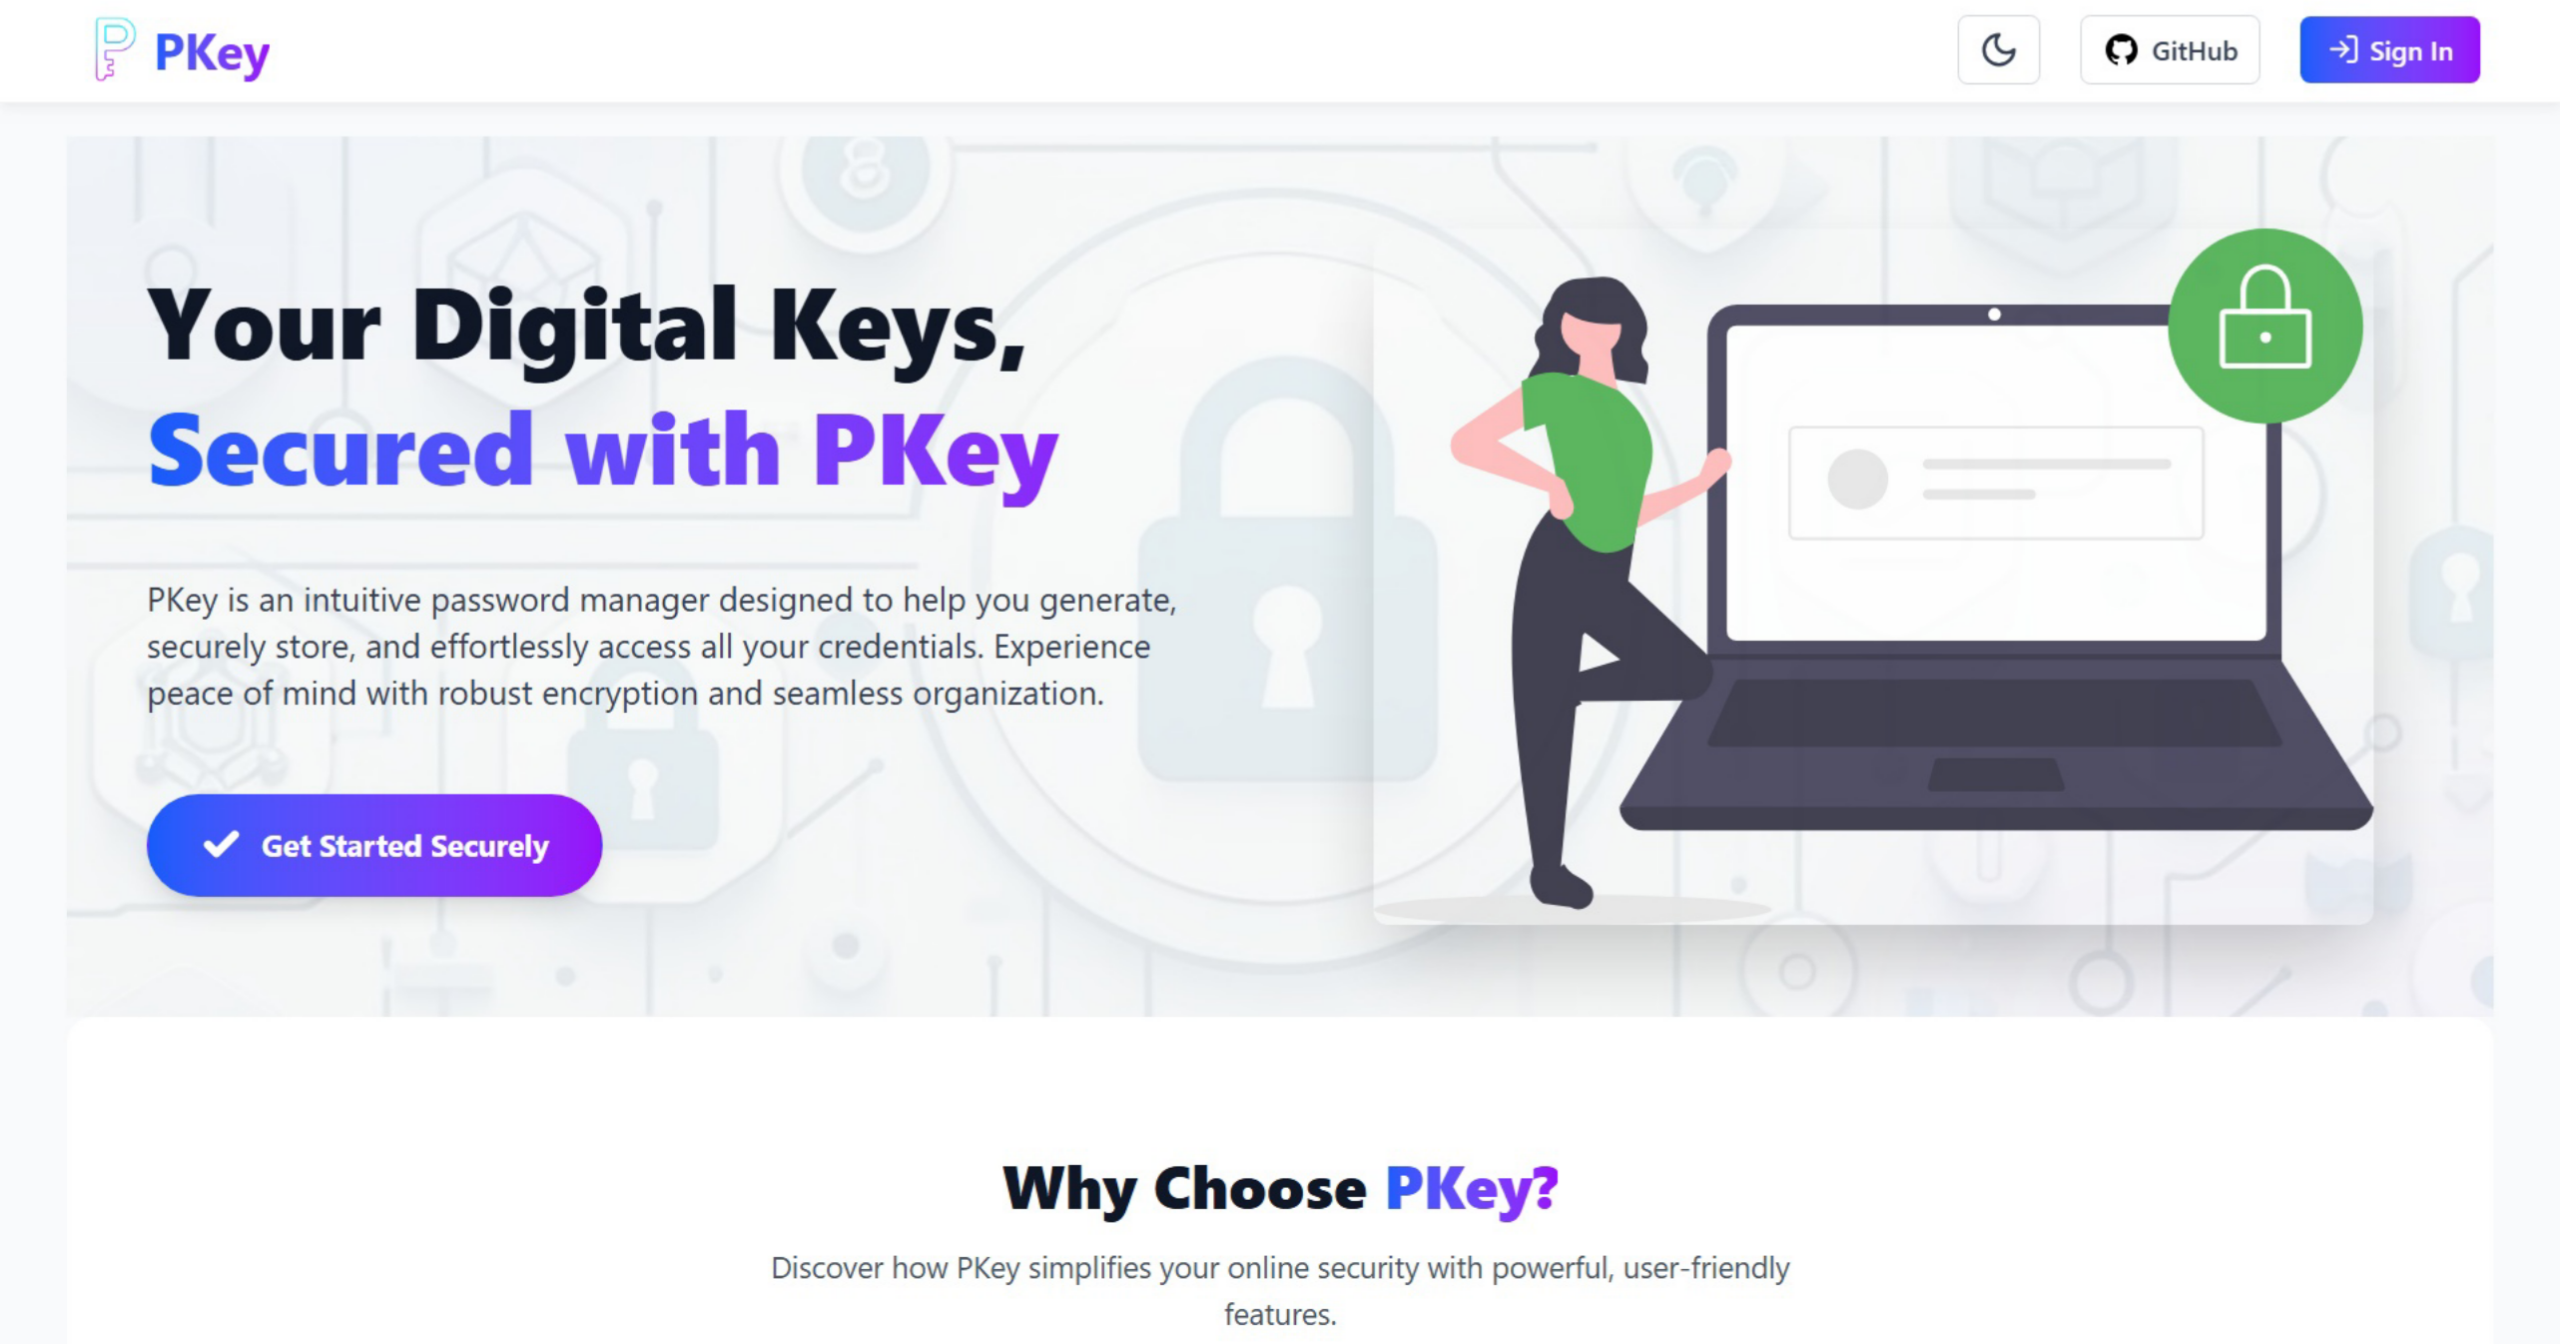 PKey
GitHub
Sign In
Your Digital Keys,
Secured with PKey
PKey is an intuitive password manager designed to help you generate,
securely store, and effortlessly access all your credentials. Experience
peace of mind with robust encryption and seamless organization.
Get Started Securely
Why Choose PKey?
Discover how PKey simplifies your online security with powerful, user-friendly
features.